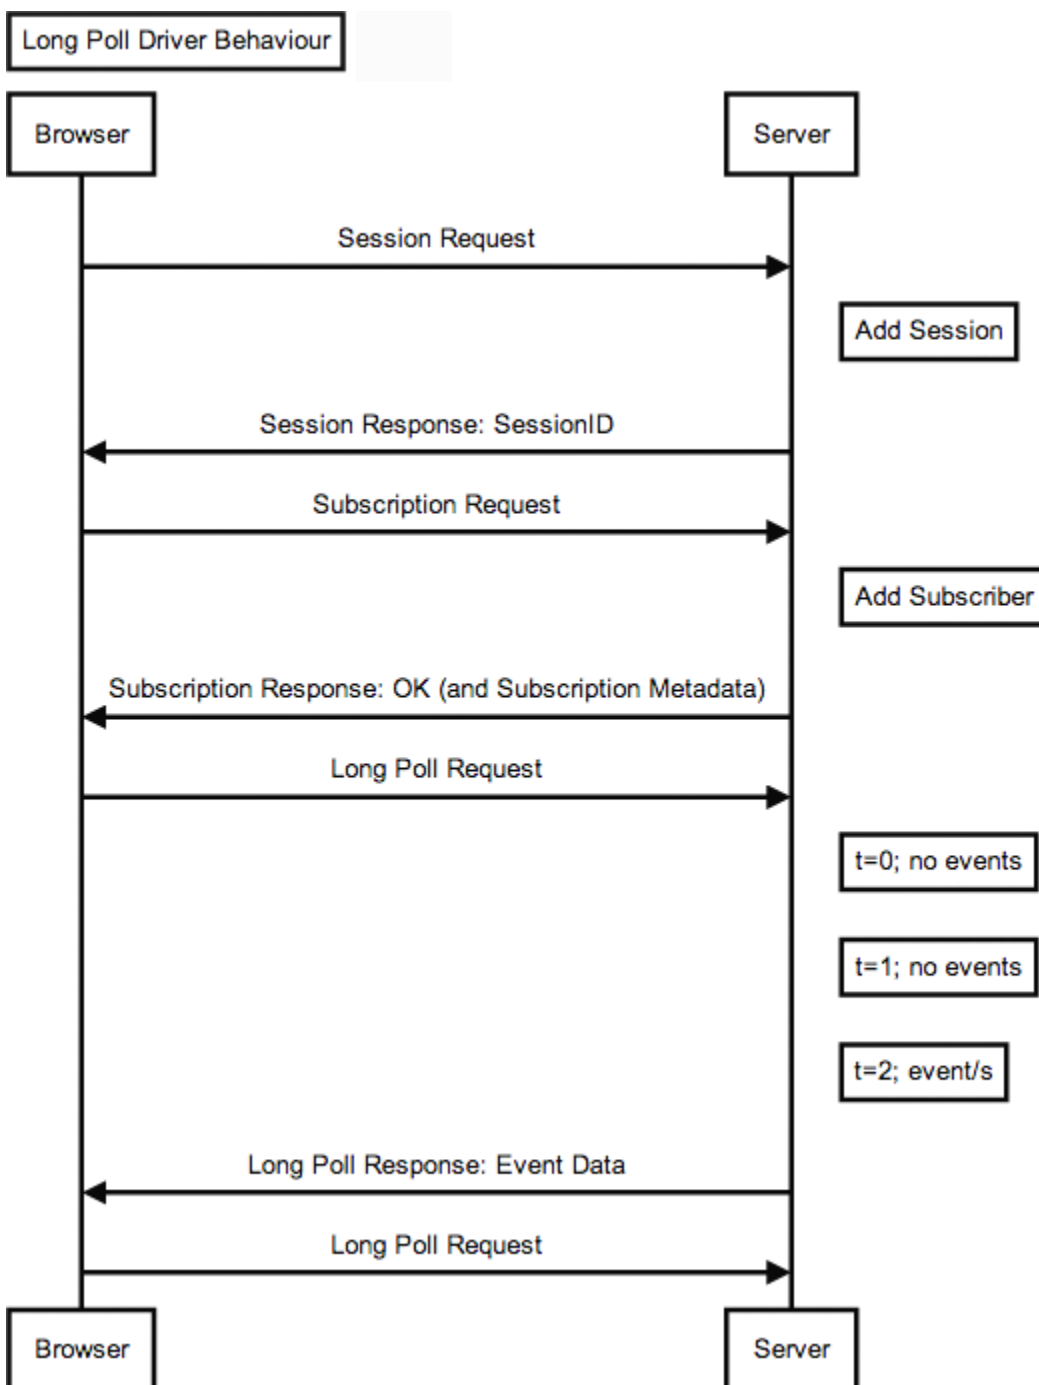 Long Poll Driver Behaviour
Browser
Server
Session Request
Add Session
Session Response: SessionID
Subscription Request
Add Subscriber
Subscription Response: OK (and Subscription Metadata)
Long Poll Request
t=0; no events
t=1; no events
t=2; event/s
Long Poll Response: Event Data
Long Poll Request
Browser
Server